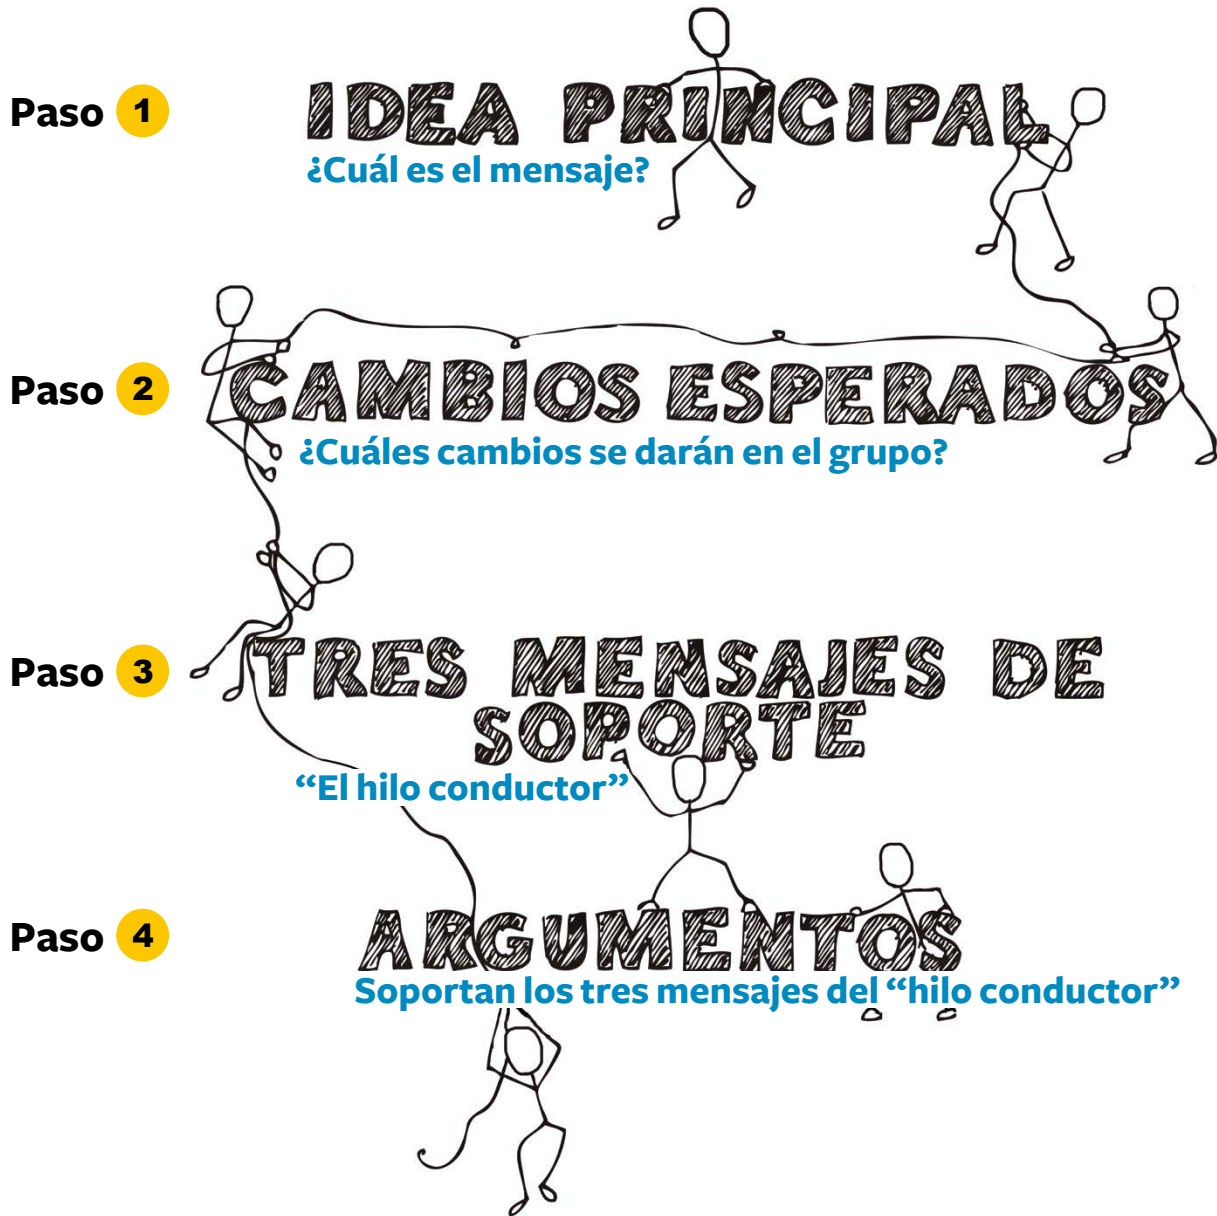 Paso 1
IDEA PRINCIPAL
¿Cuál es el mensaje?
Paso 2
CAMBIOS ESPERADOS
¿Cuáles cambios se darán en el grupo?
Paso 3
TRES MENSAJES DE
SOPORTE
“El hilo conductor”
Paso 4
ARGUMENTOS
Soportan los tres mensajes del “hilo conductor”